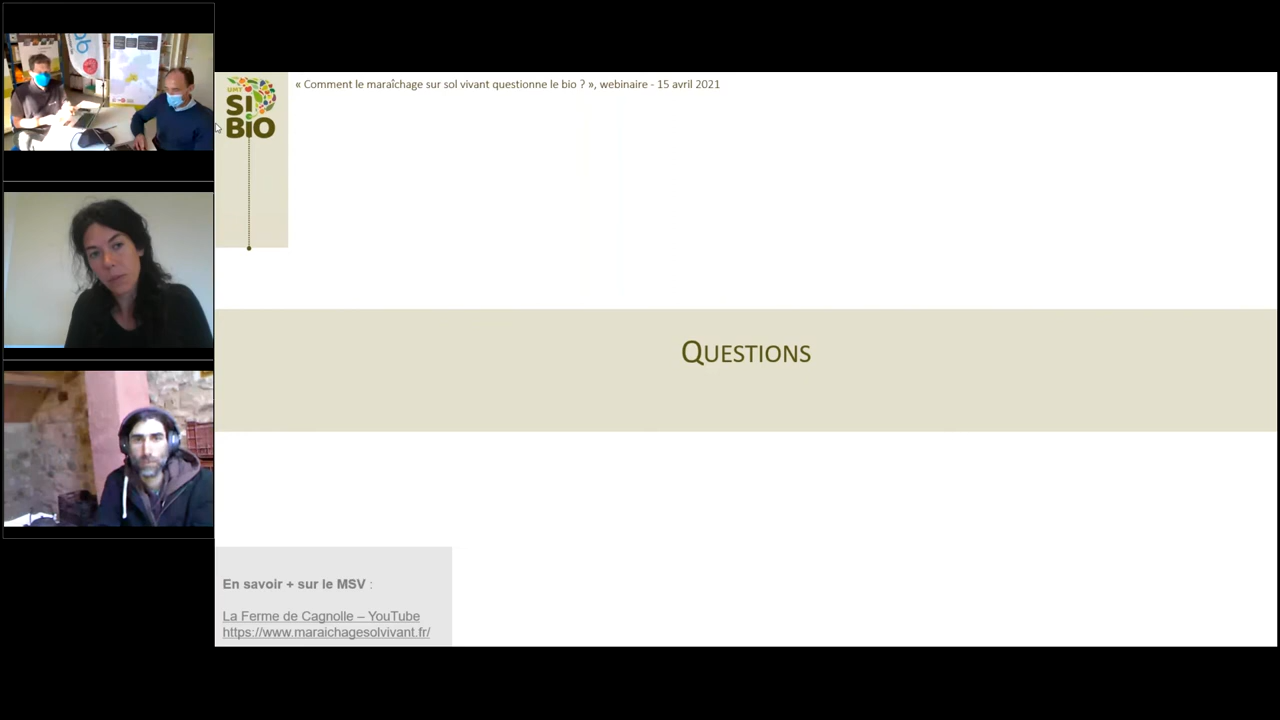 « Comment le maraîchage sur sol vivant questionne le bio ? », webinaire - 15 avril 2021
UMT
SI
BIO
QUESTIONS
En savoir + sur le MSV :
La Ferme de Cagnolle – YouTube
https://www.maraichagesolvivant.fr/